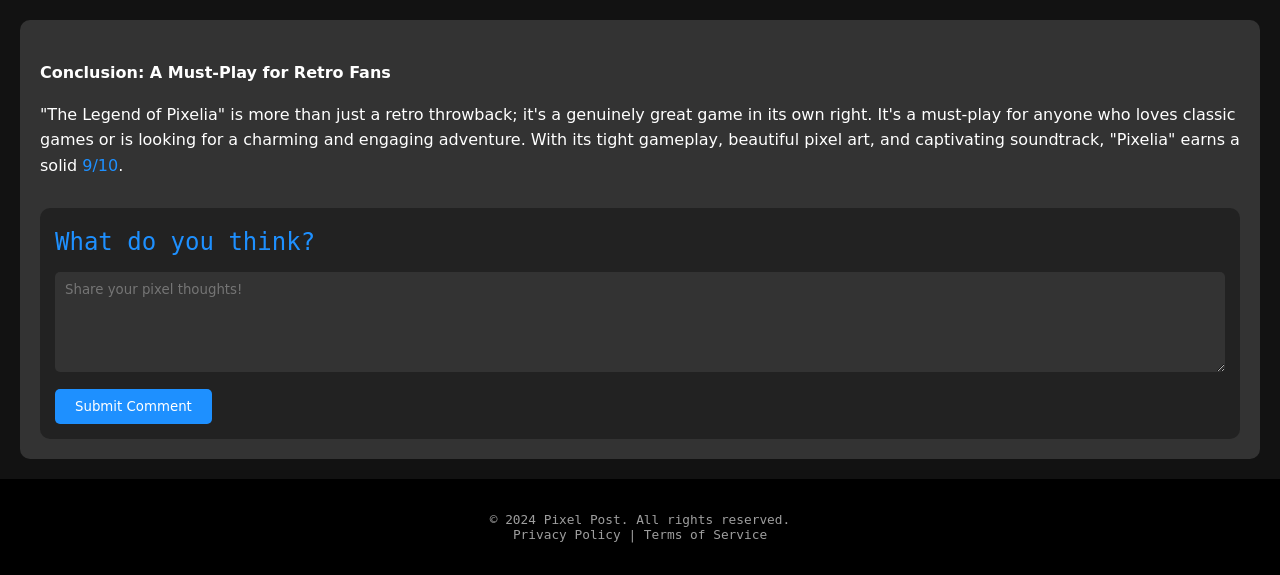 Conclusion: A Must-Play for Retro Fans
"The Legend of Pixelia" is more than just a retro throwback; it's a genuinely great game in its own right. It's a must-play for anyone who loves classic
games or is looking for a charming and engaging adventure. With its tight gameplay, beautiful pixel art, and captivating soundtrack, "Pixelia" earns a
solid 9/10.
What do you think?
Share your pixel thoughts!
Submit Comment
© 2024 Pixel Post. All rights reserved.
Privacy Policy | Terms of Service